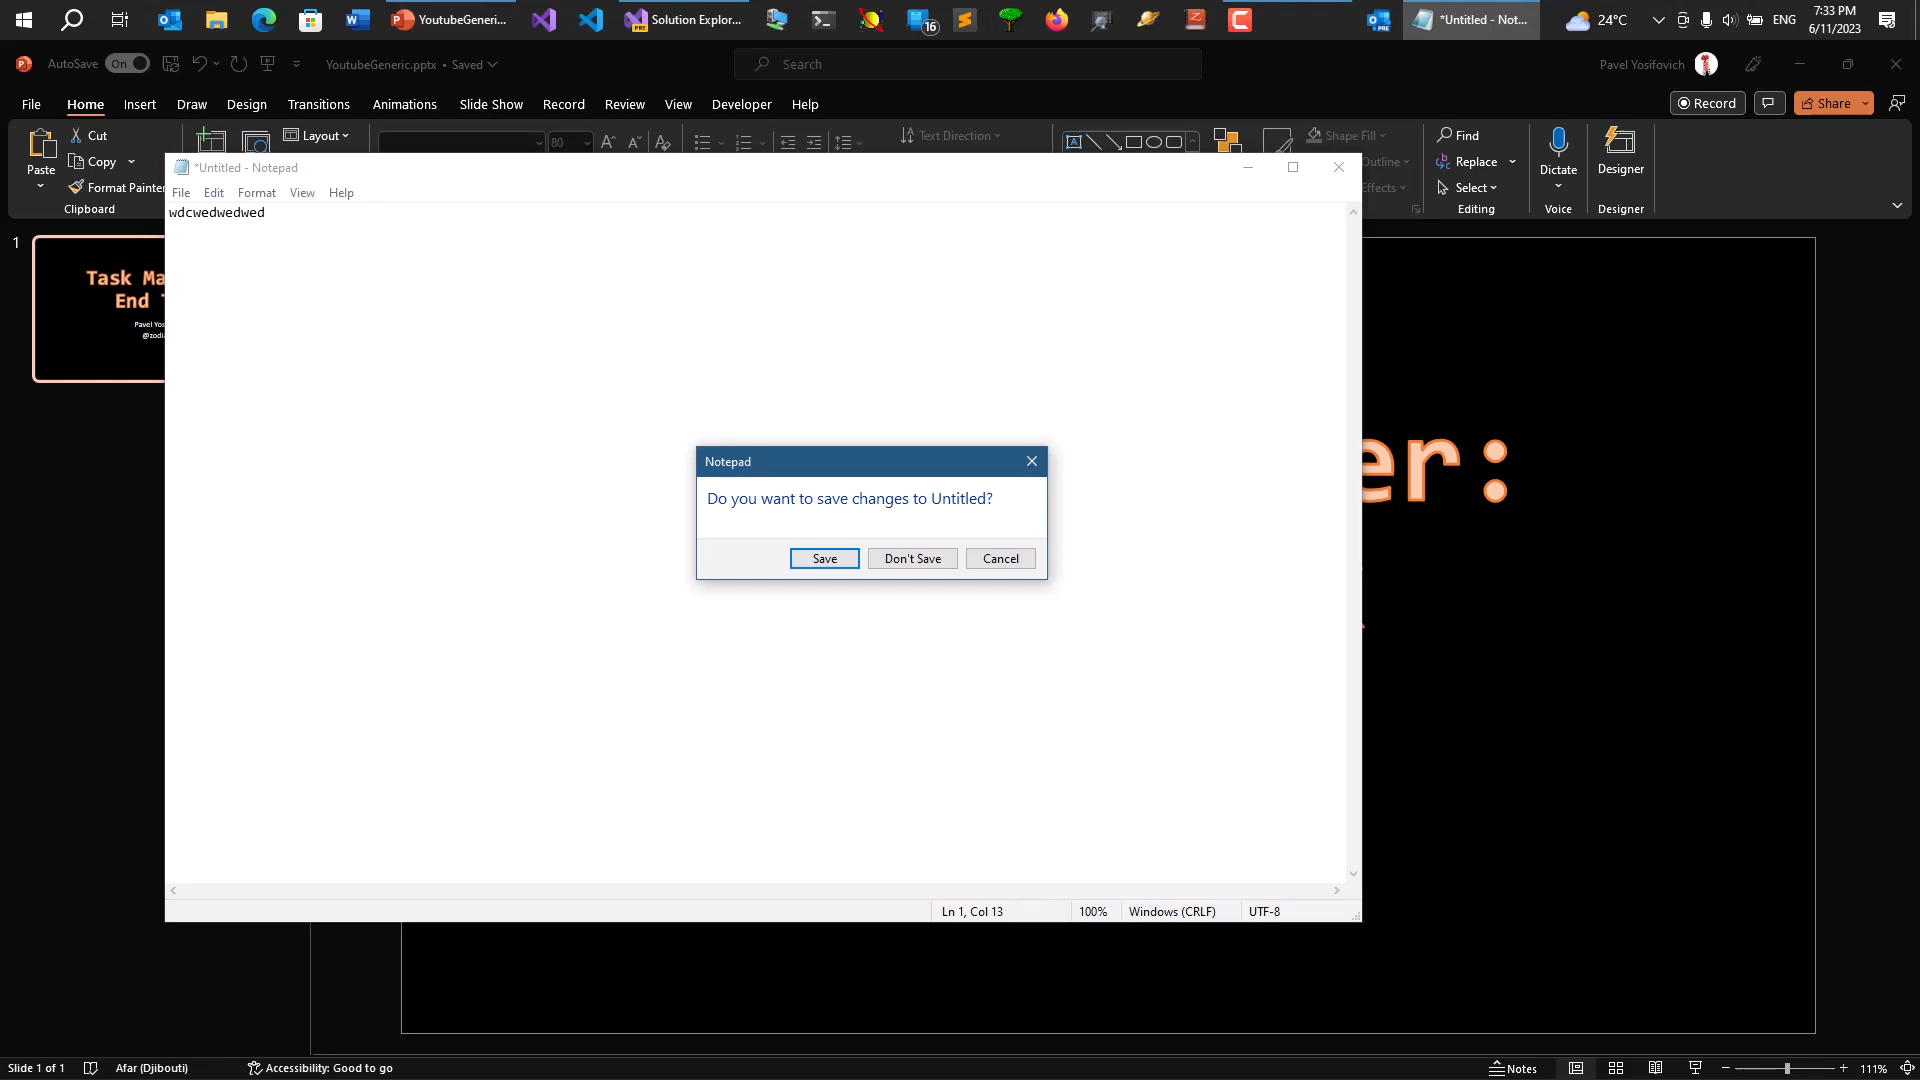 YoutubeGeneri...
Solution Explor...
16
*Untitled - Not...
24°C
ENG
7:33 PM
6/11/2023
AutoSave
On
YoutubeGeneric.pptx • Saved
Search
Pavel Yosifovich
File
Home
Insert
Draw
Design
Transitions
Animations
Slide Show
Record
Review
View
Developer
Help
Record
Share
Paste
Cut
Copy
Format Painter
Clipboard
Layout
80
Text Direction
Shape Fill
Outline
Effects
Find
Replace
Select
Editing
Dictate
Voice
Designer
Designer
*Untitled - Notepad
File
Edit
Format
View
Help
wdcwedwedwed
1
Task Ma
End
Pavel Yos
@zodi
er:
Notepad
Do you want to save changes to Untitled?
Save
Don't Save
Cancel
Ln 1, Col 13
100%
Windows (CRLF)
UTF-8
Slide 1 of 1
Afar (Djibouti)
Accessibility: Good to go
Notes
111%